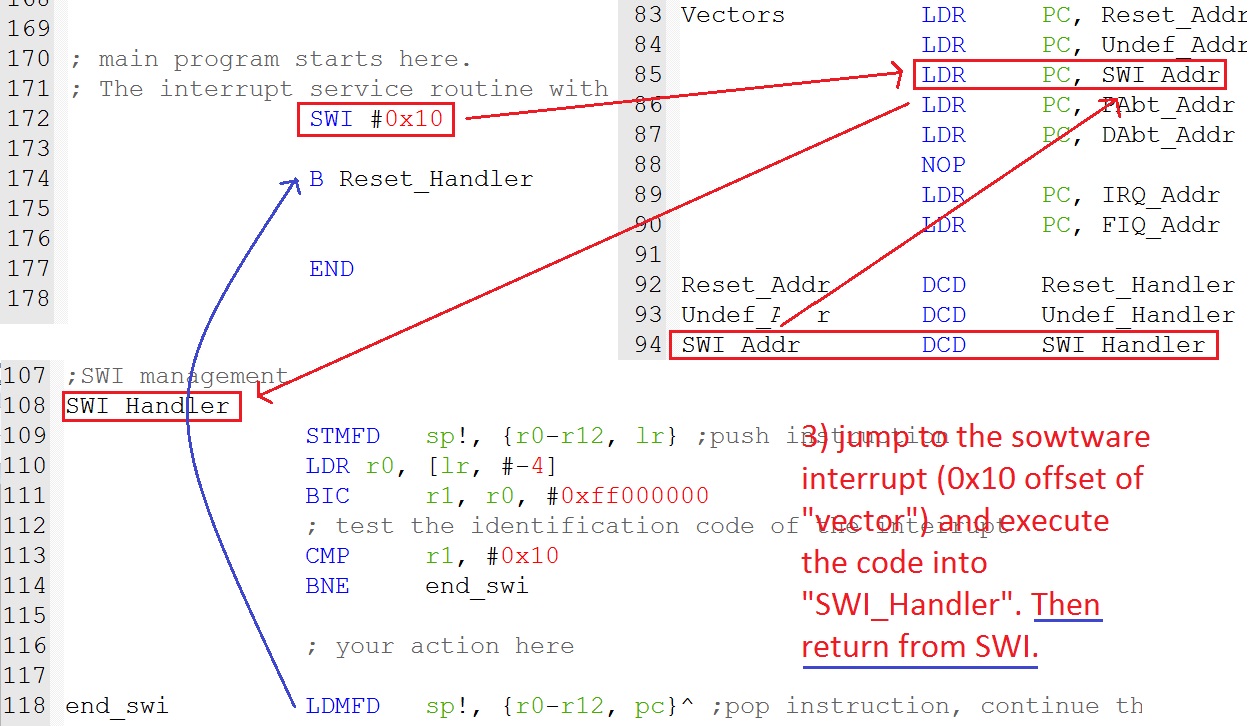 168
169
170 ; main program starts here.
171 ; The interrupt service routine with
172 SWI #0x10
173
174 B Reset_Handler
175
176
177 END
178
83 Vectors LDR PC, Reset_Addr
84 LDR PC, Undef_Addr
85 LDR PC, SWI_Addr
86 LDR PC, PAbt_Addr
87 LDR PC, DAbt_Addr
88 NOP
89 LDR PC, IRQ_Addr
90 LDR PC, FIQ_Addr
91
92 Reset_Addr DCD Reset_Handler
93 Undef_Addr DCD Undef_Handler
94 SWI_Addr DCD SWI_Handler
107 ;SWI management
108 SWI_Handler
109 STMFD sp!, {r0-r12, lr} ;push instruction
110 LDR r0, [lr, #-4]
111 BIC r1, r0, #0xff000000
112 ; test the identification code of the interrupt
113 CMP r1, #0x10
114 BNE end_swi
115
116 ; your action here
117
118 end_swi LDMFD sp!, {r0-r12, pc}^ ;pop instruction, continue th
3) jump to the sowtware
interrupt (0x10 offset of
"vector") and execute
the code into
"SWI_Handler". Then
return from SWI.